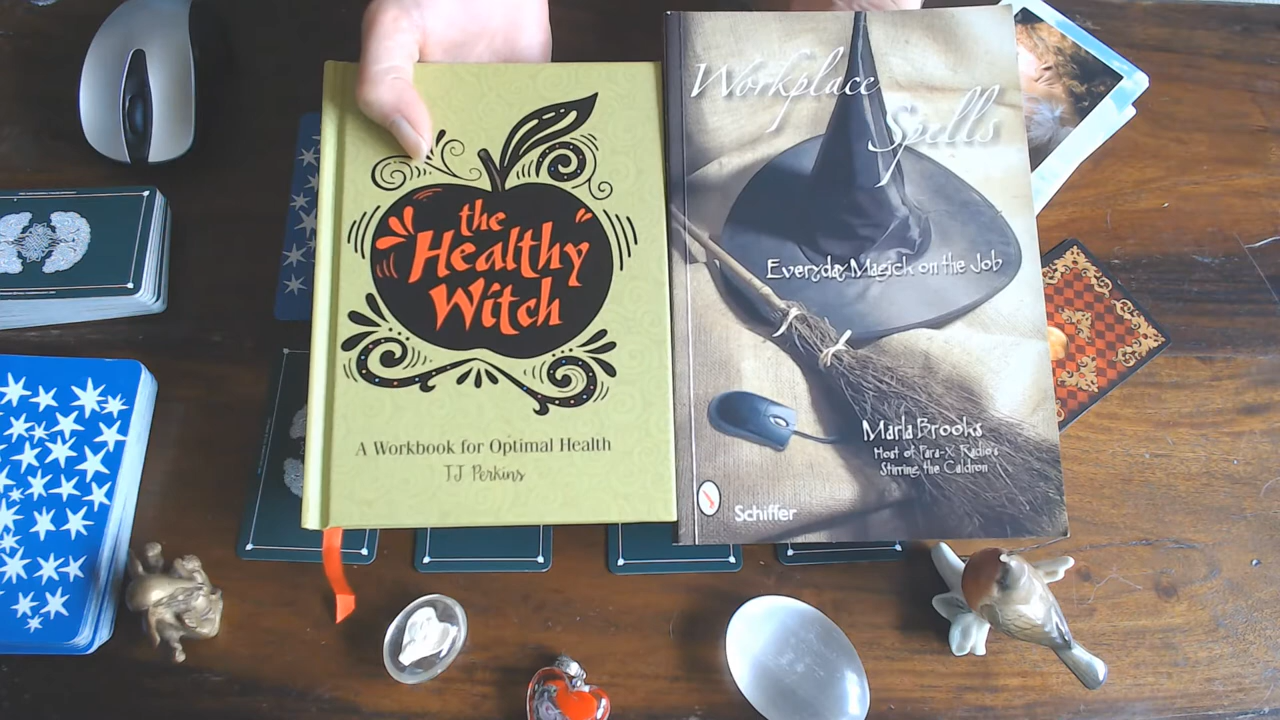 the
Healthy
Witch
A Workbook for Optimal Health
TJ Perkins
Workplace
Spells
Everyday Magick on the Job
Marla Brooks
Host of Para-X Radio's
Stirring the Caldron
Schiffer